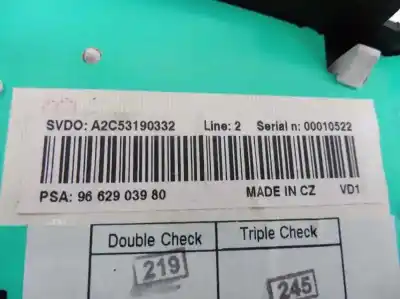 SVDO: A2C53190332 Line: 2 Serial n: 00010522
PSA: 96 629 039 80 MADE IN CZ VD1
Double Check Triple Check
219 245